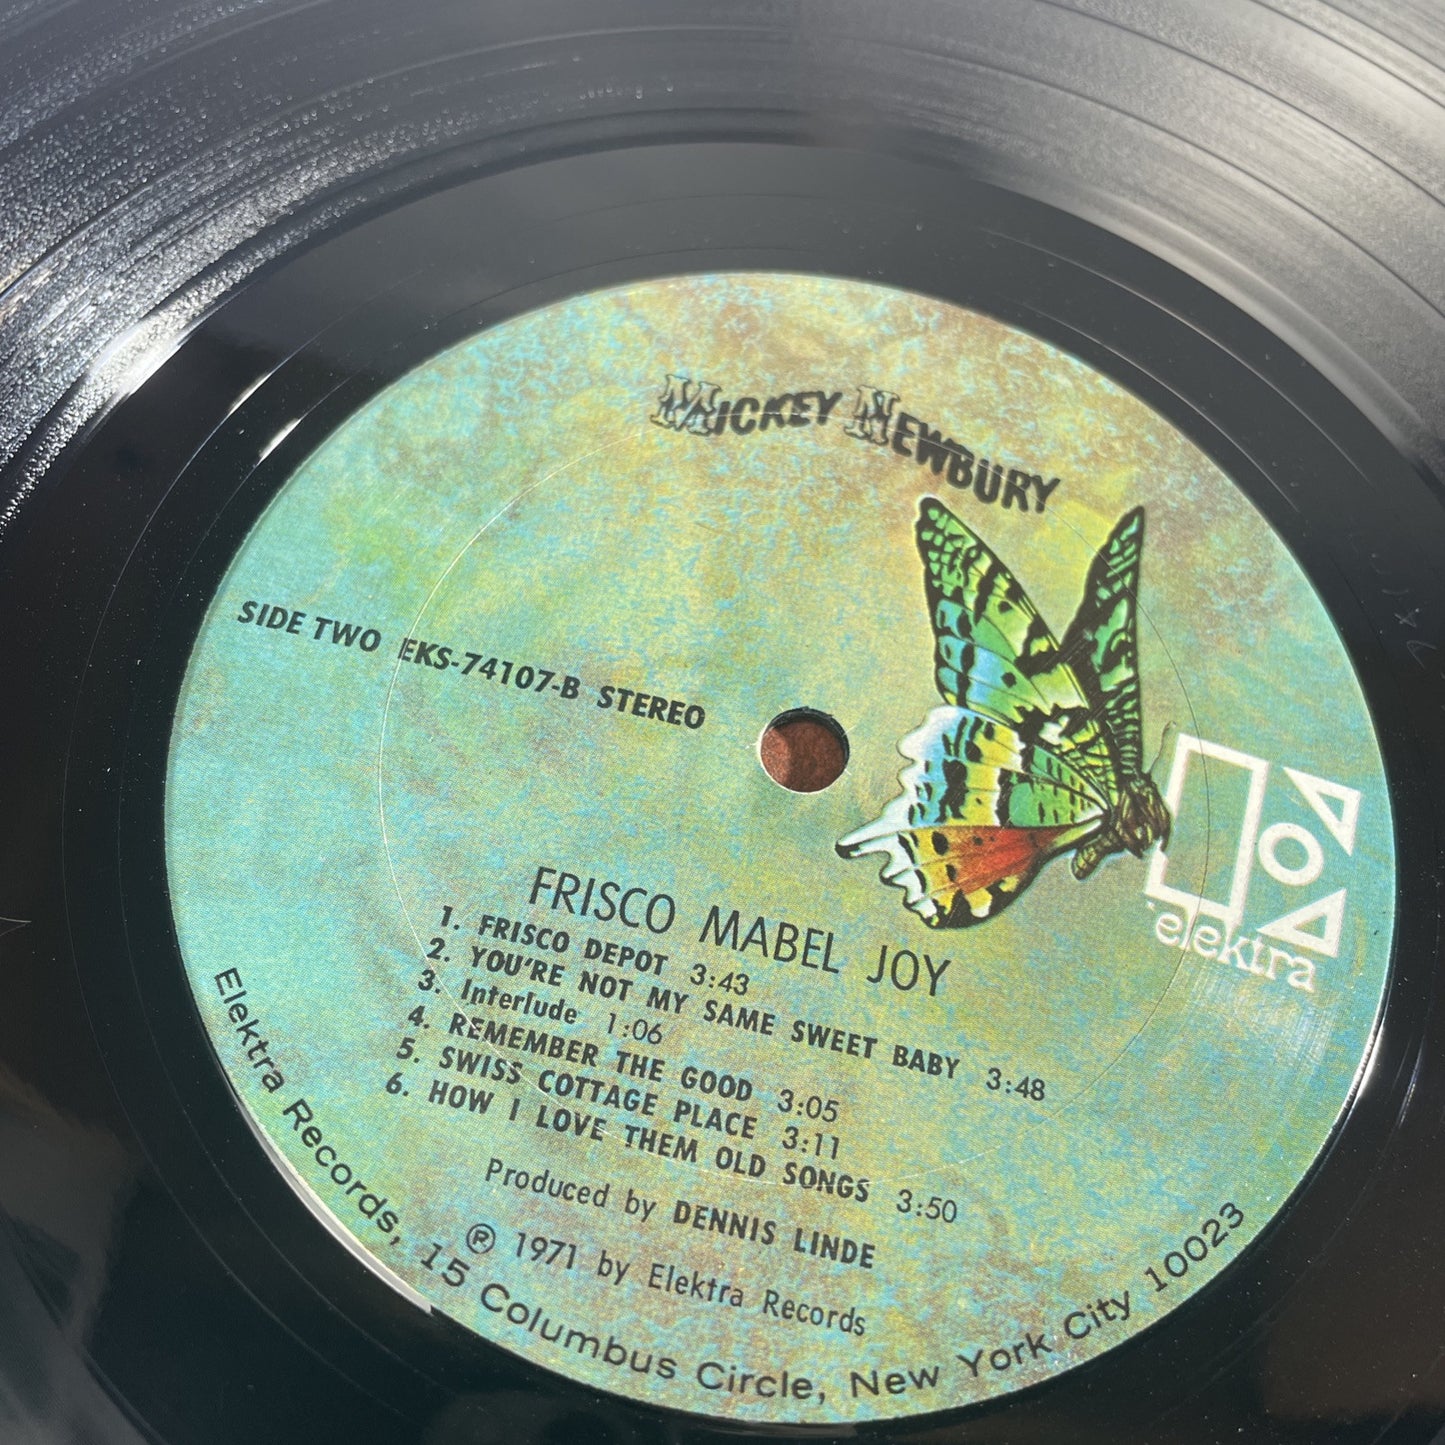 MICKEY NEWBURY
SIDE TWO EKS-74107-B STEREO
elektra
FRISCO MABEL JOY
1. FRISCO DEPOT 3:43
2. YOU'RE NOT MY SAME SWEET BABY 3:48
3. Interlude 1:06
4. REMEMBER THE GOOD 3:05
5. SWISS COTTAGE PLACE 3:11
6. HOW I LOVE THEM OLD SONGS 3:50
Produced by DENNIS LINDE
℗ 1971 by Elektra Records
Elektra Records, 15 Columbus Circle, New York City 10023